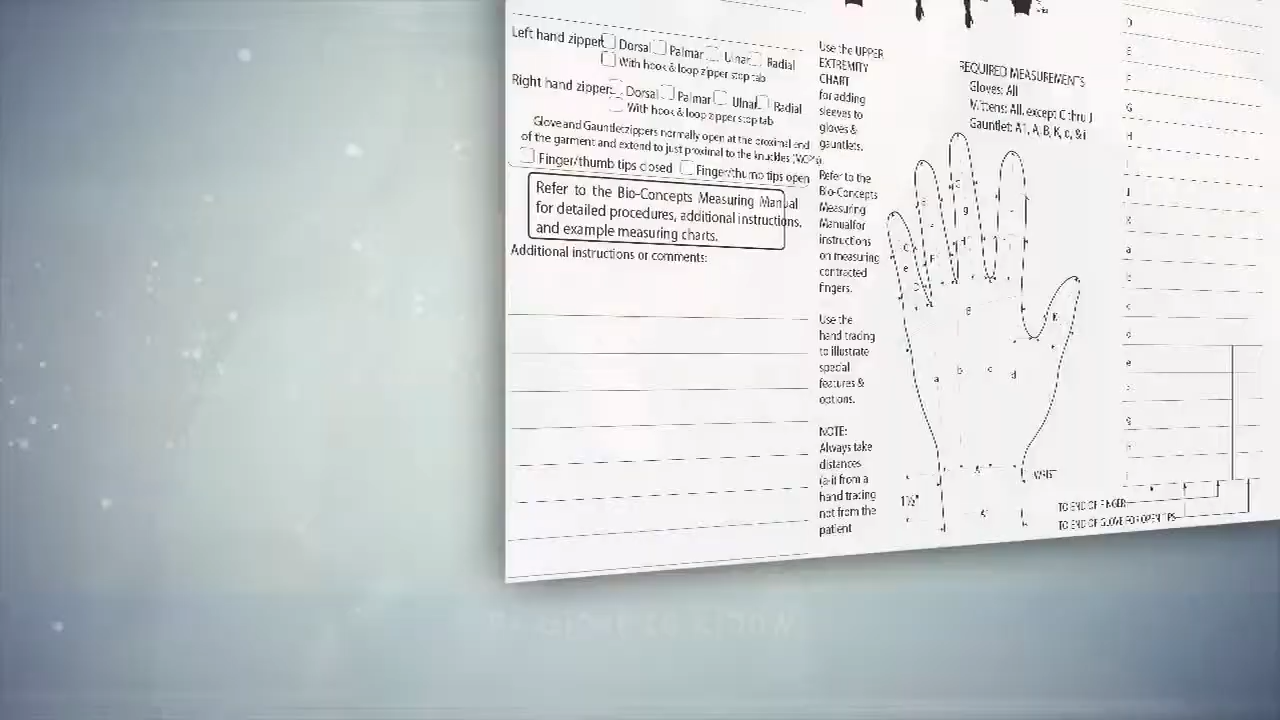 Left hand zipper: Dorsal Palmar Ulnar Radial
With hook & loop zipper stop tab
Right hand zipper: Dorsal Palmar Ulnar Radial
With hook & loop zipper stop tab
Glove and Gauntlet zippers normally open at the proximal end
of the garment and extend to just proximal to the knuckles (MCP's).
Finger/thumb tips closed Finger/thumb tips open
Refer to the Bio-Concepts Measuring Manual
for detailed procedures, additional instructions,
and example measuring charts.
Additional instructions or comments:
Use the UPPER
EXTREMITY
CHART
for adding
sleeves to
gloves &
gauntlets.
Refer to the
Bio-Concepts
Measuring
Manual for
instructions
on measuring
contracted
fingers.
Use the
hand tracing
to illustrate
special
features &
options.
NOTE:
Always take
distances
(a-i) from a
hand tracing
not from the
patient
REQUIRED MEASUREMENTS
Gloves: All
Mittens: All, except C thru J
Gauntlet: A1, A, B, K, c, & i
a
b
c
d
e
g
B
K
A
WRIST
1½"
TO END OF FINGER
TO END OF GLOVE FOR OPEN TIPS
D
E
F
G
H
I
J
K
a
b
c
d
e
f
g
h
i